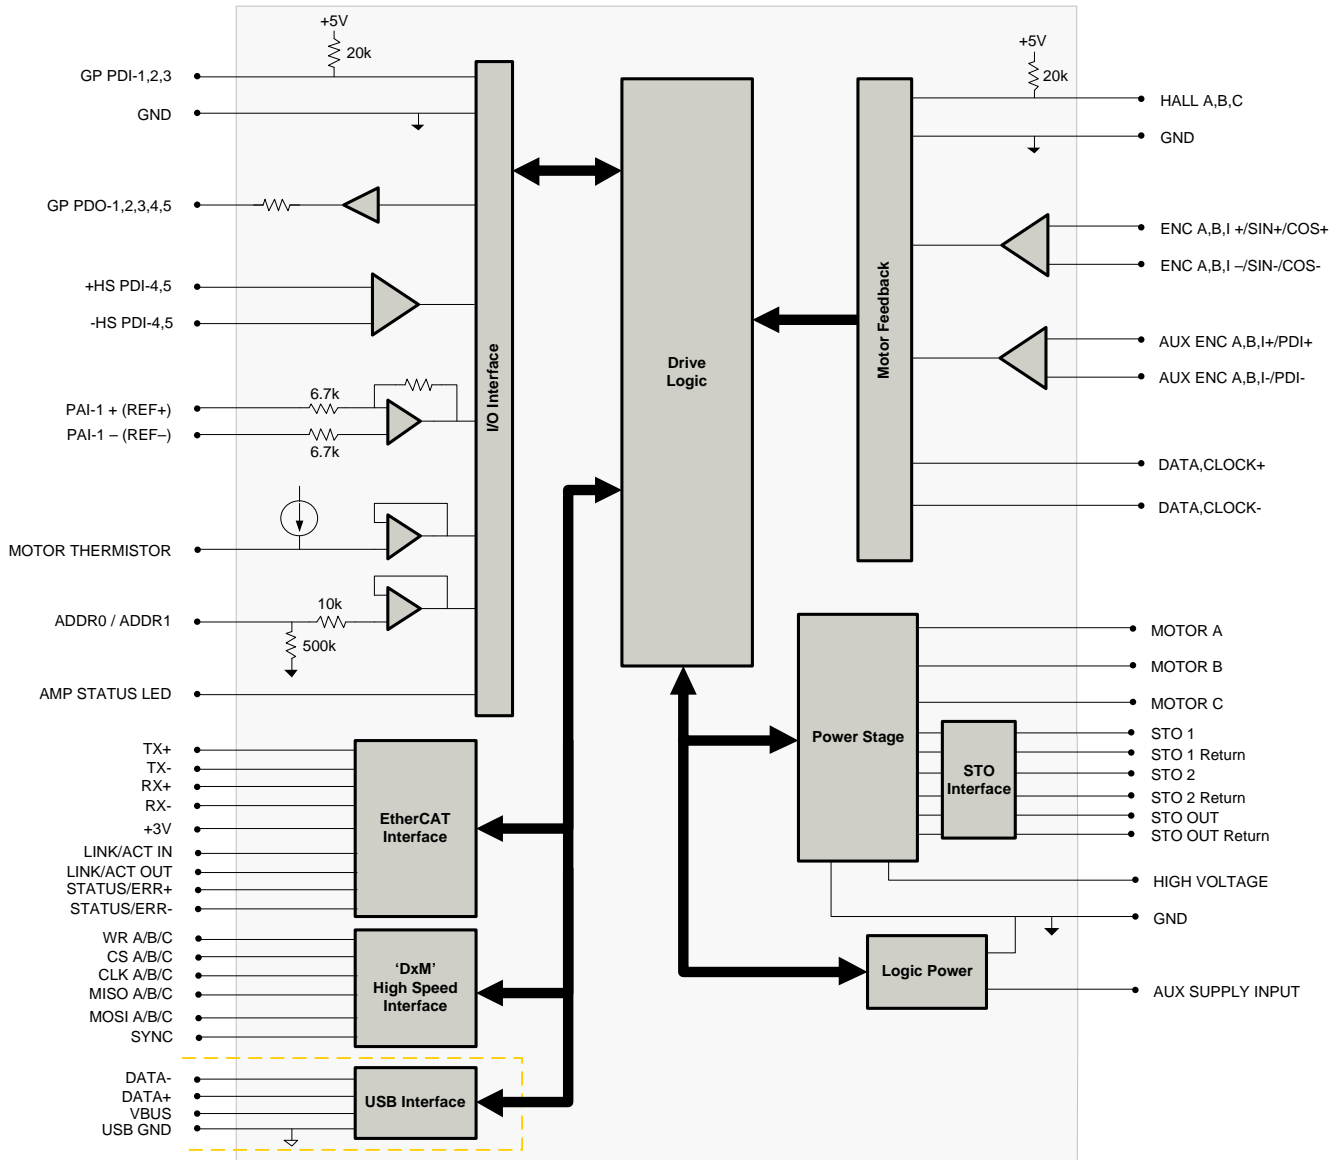 +5V
20k
GP PDI-1,2,3
GND
GP PDO-1,2,3,4,5
+HS PDI-4,5
-HS PDI-4,5
6.7k
PAI-1 + (REF+)
PAI-1 – (REF–)
6.7k
MOTOR THERMISTOR
10k
ADDR0 / ADDR1
500k
AMP STATUS LED
I/O Interface
TX+
TX-
RX+
RX-
+3V
LINK/ACT IN
LINK/ACT OUT
STATUS/ERR+
STATUS/ERR-
EtherCAT
Interface
WR A/B/C
CS A/B/C
CLK A/B/C
MISO A/B/C
MOSI A/B/C
SYNC
‘DxM’
High Speed
Interface
DATA-
DATA+
VBUS
USB GND
USB Interface
Drive
Logic
Motor Feedback
+5V
20k
HALL A,B,C
GND
ENC A,B,I +/SIN+/COS+
ENC A,B,I –/SIN-/COS-
AUX ENC A,B,I+/PDI+
AUX ENC A,B,I-/PDI-
DATA,CLOCK+
DATA,CLOCK-
Power Stage
MOTOR A
MOTOR B
MOTOR C
STO
Interface
STO 1
STO 1 Return
STO 2
STO 2 Return
STO OUT
STO OUT Return
HIGH VOLTAGE
GND
Logic Power
AUX SUPPLY INPUT